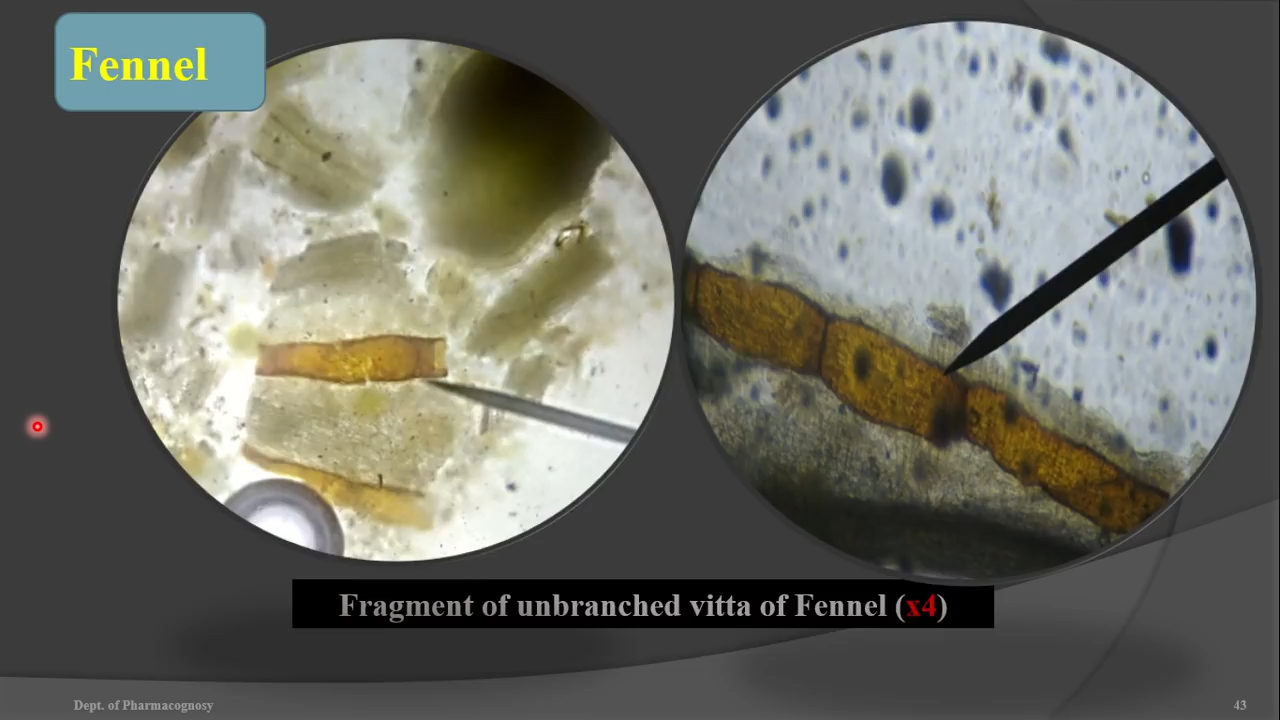 Fennel
Fragment of unbranched vitta of Fennel (x4)
Dept. of Pharmacognosy
43